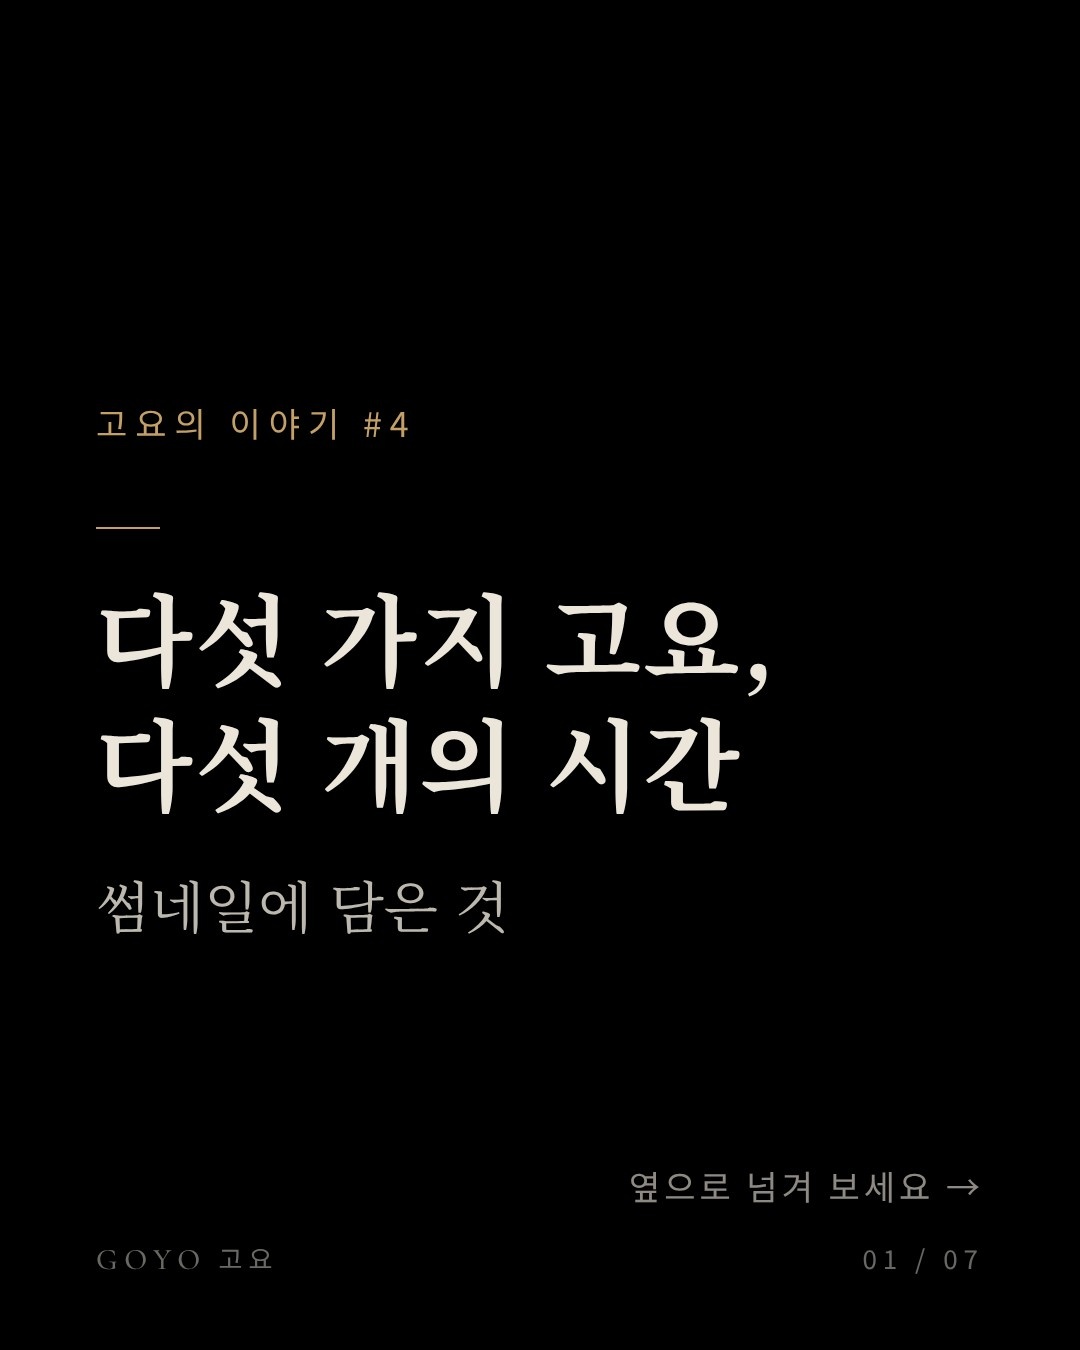 고요의 이야기 #4
다섯 가지 고요,
다섯 개의 시간
썸네일에 담은 것
옆으로 넘겨 보세요 →
GOYO 고요
01 / 07